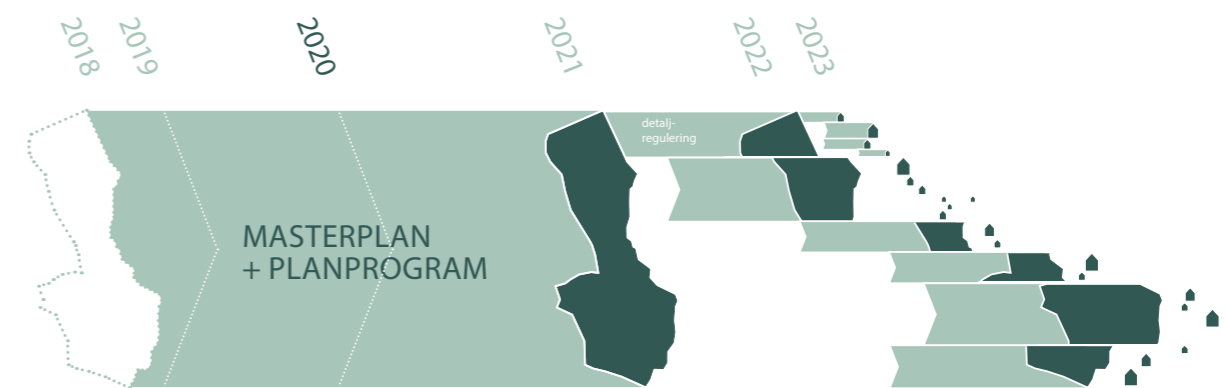 2018
2019
2020
2021
2022
2023
detalj-
regulering
MASTERPLAN
+ PLANPROGRAM